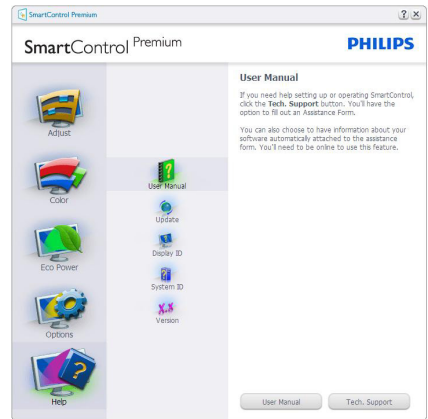 SmartControl Premium
SmartControl Premium
PHILIPS
Adjust
Color
Eco Power
Options
Help
User Manual
Update
Display ID
System ID
X.X
Version
User Manual
If you need help setting up or operating SmartControl,
click the Tech. Support button. You'll have the
option to fill out an Assistance Form.
You can also choose to have information about your
software automatically attached to the assistance
form. You'll need to be online to use this feature.
User Manual
Tech. Support